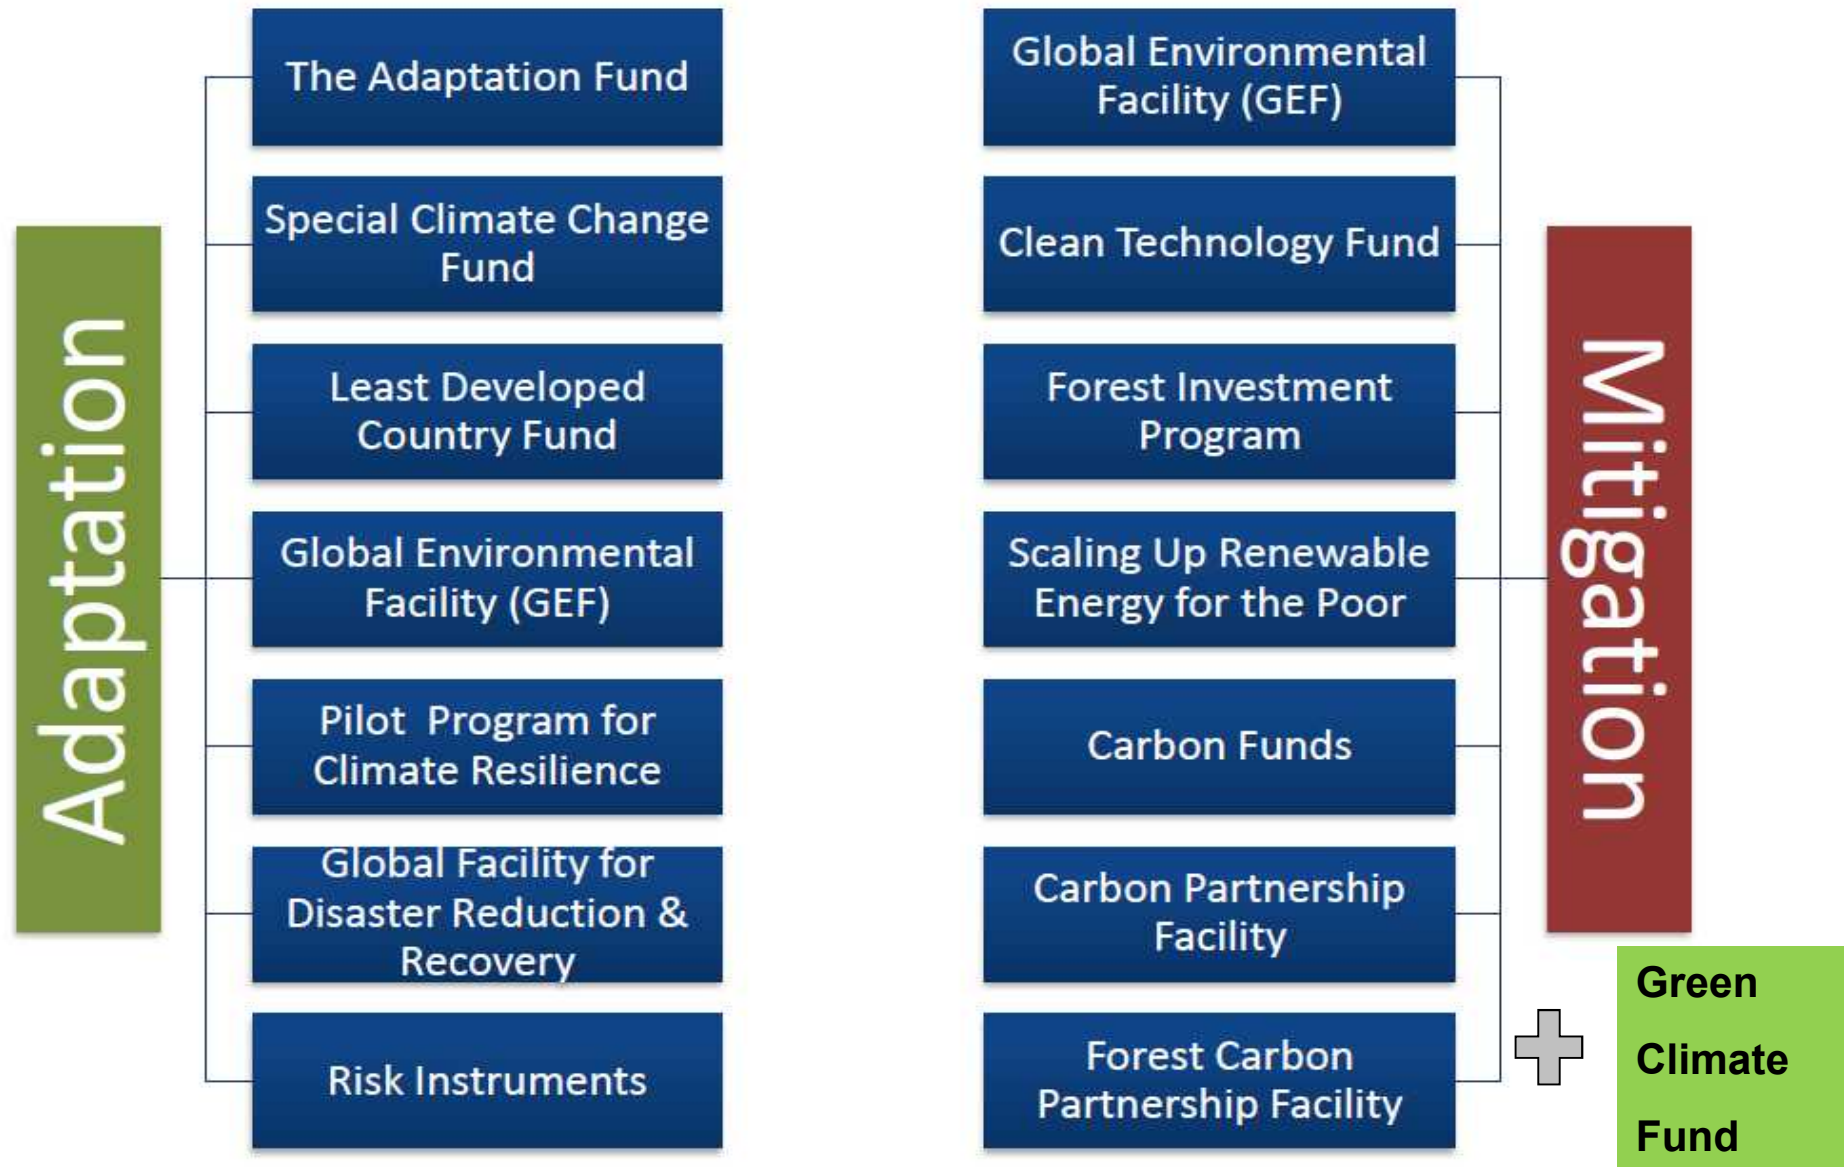 Adaptation
The Adaptation Fund
Special Climate Change
Fund
Least Developed
Country Fund
Global Environmental
Facility (GEF)
Pilot  Program for
Climate Resilience
Global Facility for
Disaster Reduction &
Recovery
Risk Instruments
Global Environmental
Facility (GEF)
Clean Technology Fund
Forest Investment
Program
Scaling Up Renewable
Energy for the Poor
Carbon Funds
Carbon Partnership
Facility
Forest Carbon
Partnership Facility
Mitigation
Green
Climate
Fund